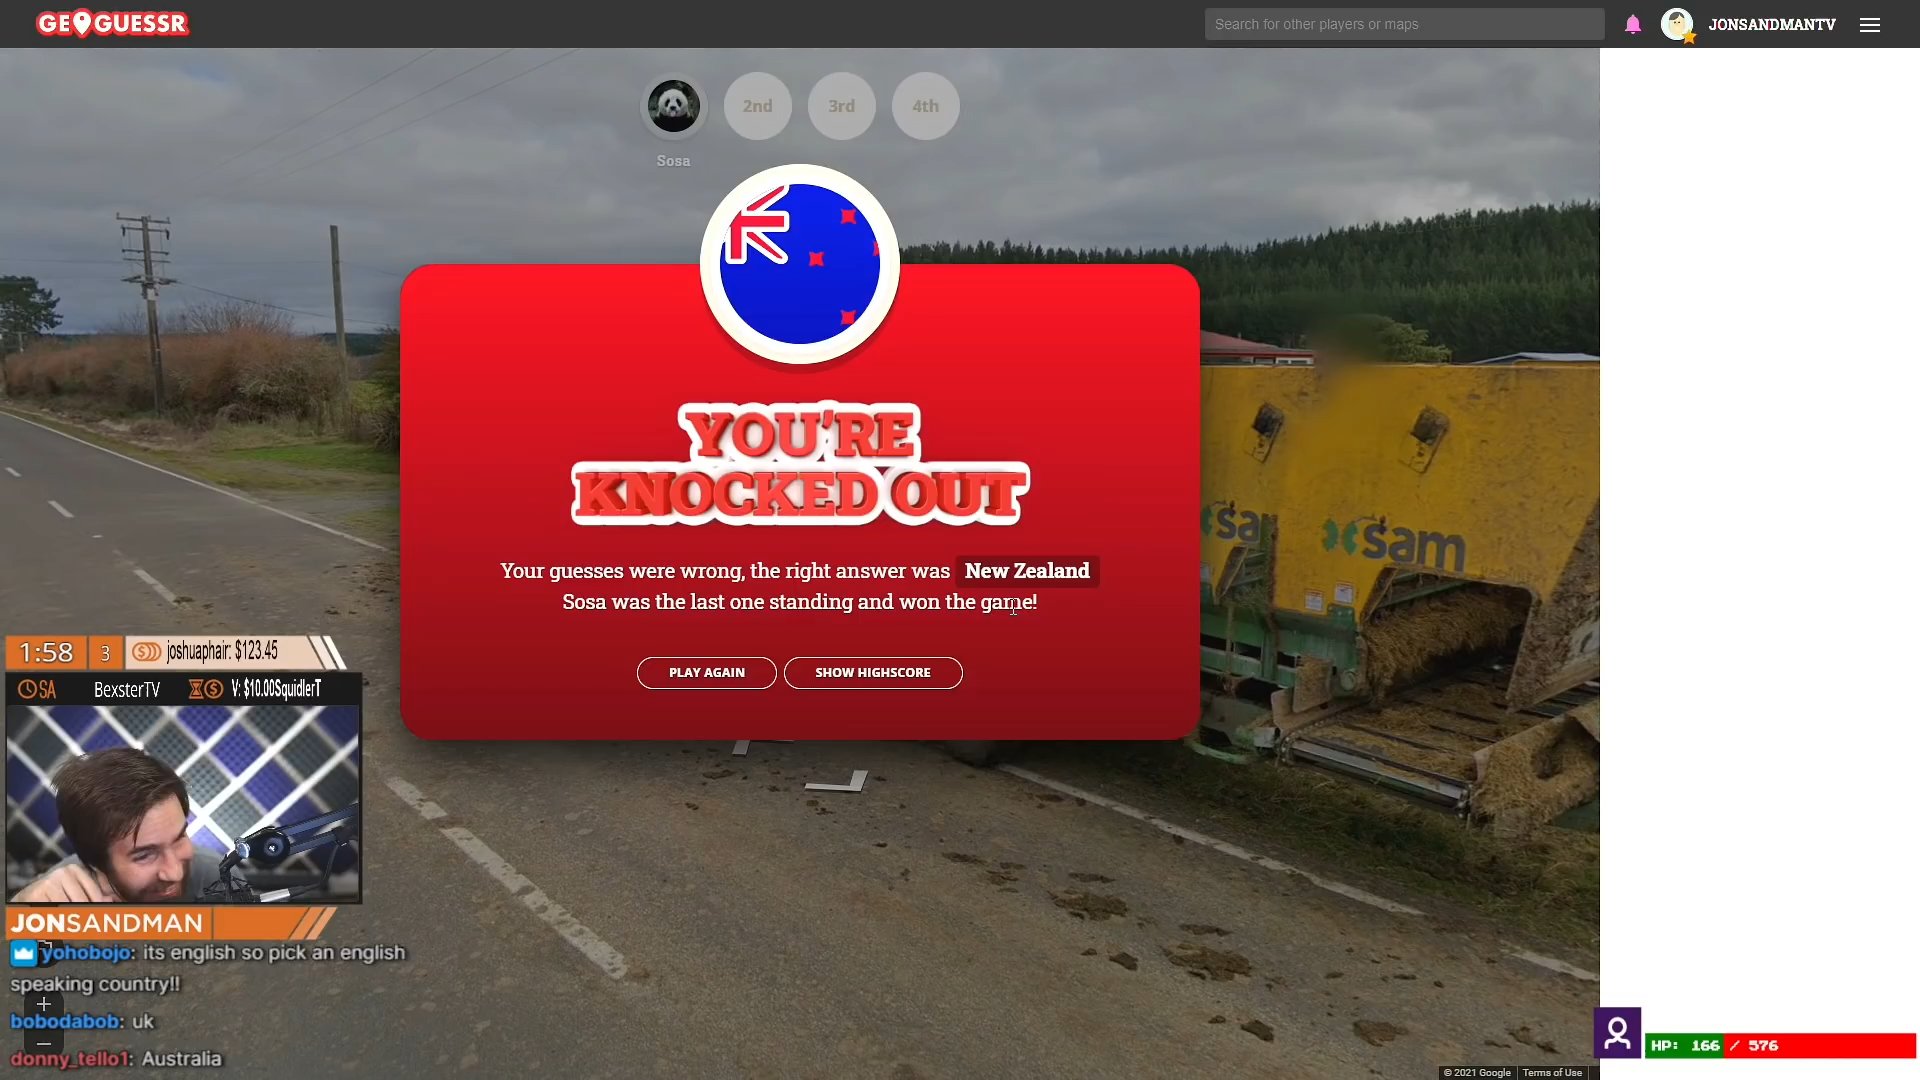 GEOGUESSR
Search for other players or maps
JONSANDMANTV
2nd
3rd
4th
Sosa
YOU'RE
KNOCKED OUT
Your guesses were wrong, the right answer was New Zealand
Sosa was the last one standing and won the game!
PLAY AGAIN
SHOW HIGHSCORE
sam
sam
1:58
3
joshuaphair: $123.45
SA
BexsterTV
V: $10.00SquidlerT
JONSANDMAN
yohobojo: its english so pick an english
speaking country!!
bobodabob: uk
donny_tello1: Australia
HP: 166 / 576
© 2021 Google
Terms of Use